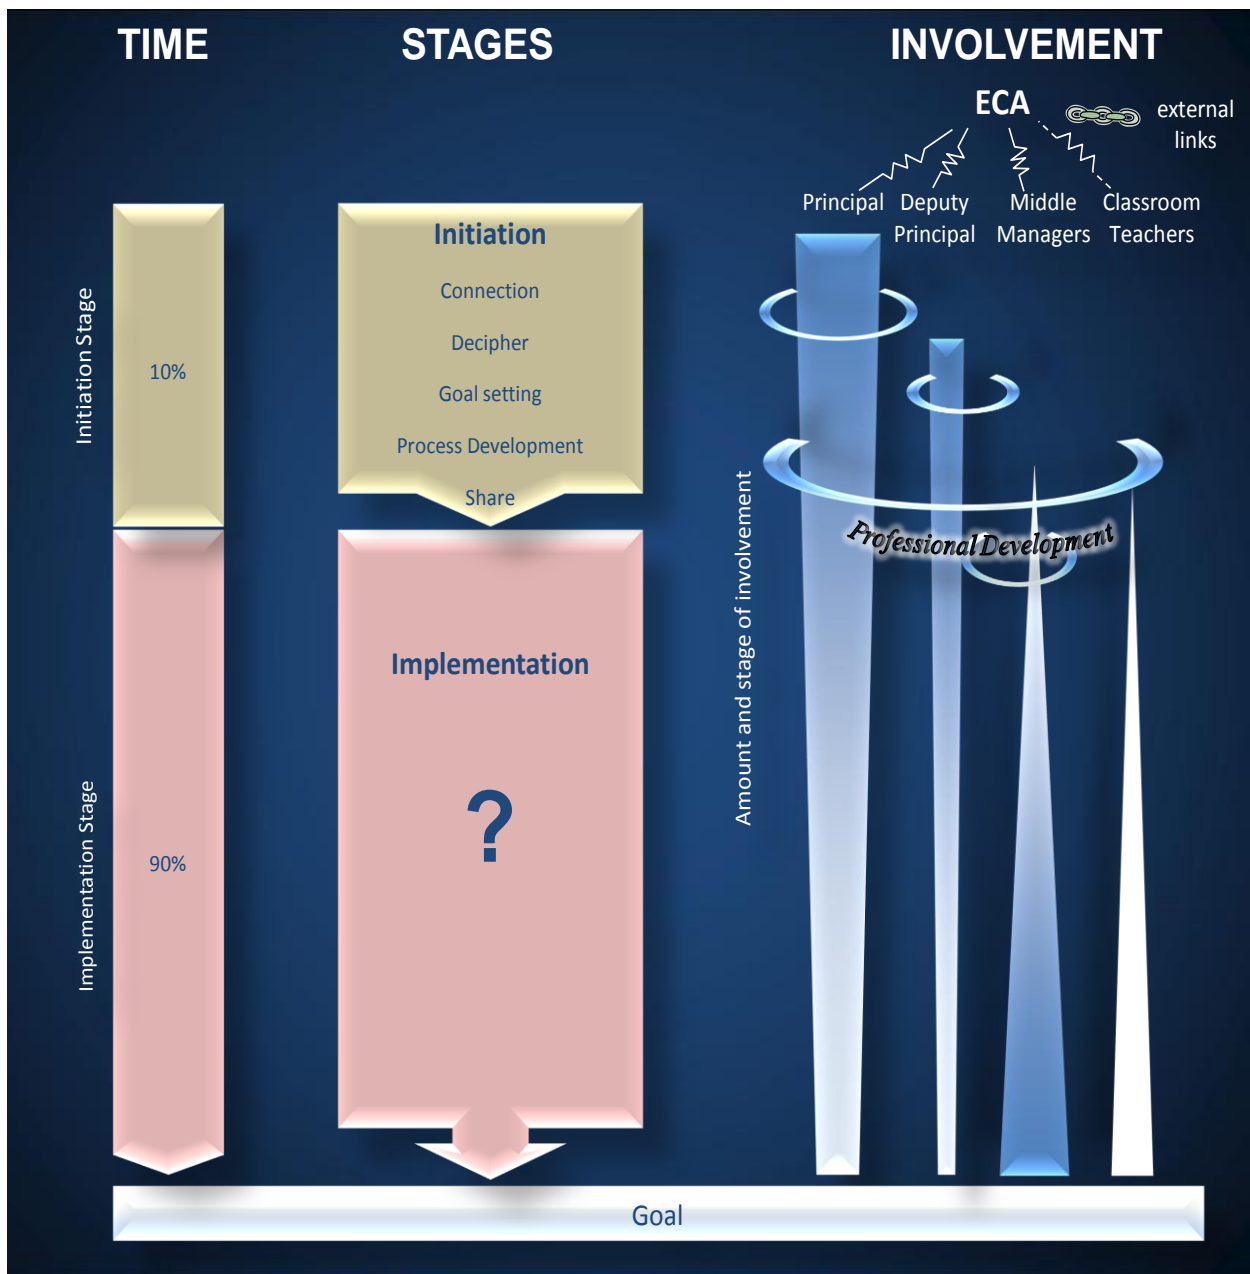 TIME
STAGES
INVOLVEMENT
ECA
external
links
Principal
Deputy
Principal
Middle
Managers
Classroom
Teachers
Initiation Stage
10%
Initiation
Connection
Decipher
Goal setting
Process Development
Share
Amount and stage of involvement
Professional Development
Implementation Stage
90%
Implementation
?
Goal